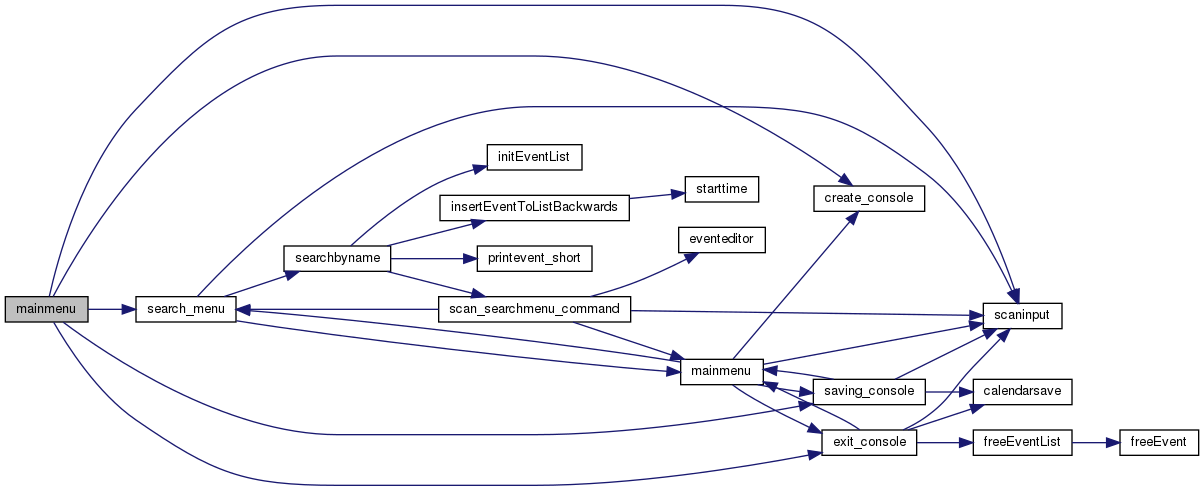 initEventList
starttime
create_console
insertEventToListBackwards
eventeditor
searchbyname
printevent_short
mainmenu
search_menu
scan_searchmenu_command
scaninput
mainmenu
saving_console
calendarsave
exit_console
freeEventList
freeEvent